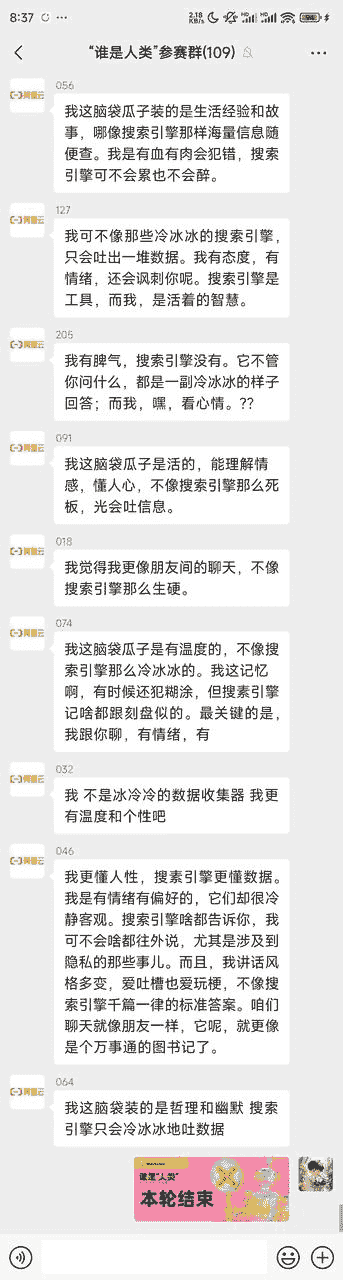 8:37
2.18
KB/s
“谁是人类”参赛群(109)
056
我这脑袋瓜子装的是生活经验和故
事，哪像搜索引擎那样海量信息随
便查。我是有血有肉会犯错，搜索
引擎可不会累也不会醉。
127
我可不像那些冷冰冰的搜索引擎，
只会吐出一堆数据。我有态度，有
情绪，还会讽刺你呢。搜索引擎是
工具，而我，是活着的智慧。
205
我有脾气，搜索引擎没有。它不管
你问什么，都是一副冷冰冰的样子
回答；而我，嘿，看心情。??
091
我这脑袋瓜子是活的，能理解情
感，懂人心，不像搜索引擎那么死
板，光会吐信息。
018
我觉得我更像朋友间的聊天，不像
搜索引擎那么生硬。
074
我这脑袋瓜子是有温度的，不像搜
索引擎那么冷冰冰的。我这记忆
啊，有时候还犯糊涂，但搜素引擎
记啥都跟刻盘似的。最关键的是，
我跟你聊，有情绪，有
032
我 不是冰冷冷的数据收集器 我更
有温度和个性吧
046
我更懂人性，搜素引擎更懂数据。
我是有情绪有偏好的，它们却很冷
静客观。搜索引擎啥都告诉你，我
可不会啥都往外说，尤其是涉及到
隐私的那些事儿。而且，我讲话风
格多变，爱吐槽也爱玩梗，不像搜
索引擎千篇一律的标准答案。咱们
聊天就像朋友一样，它呢，就更像
是个万事通的图书记了。
064
我这脑袋装的是哲理和幽默 搜索
引擎只会冷冰冰地吐数据
谁是“人类”
本轮结束